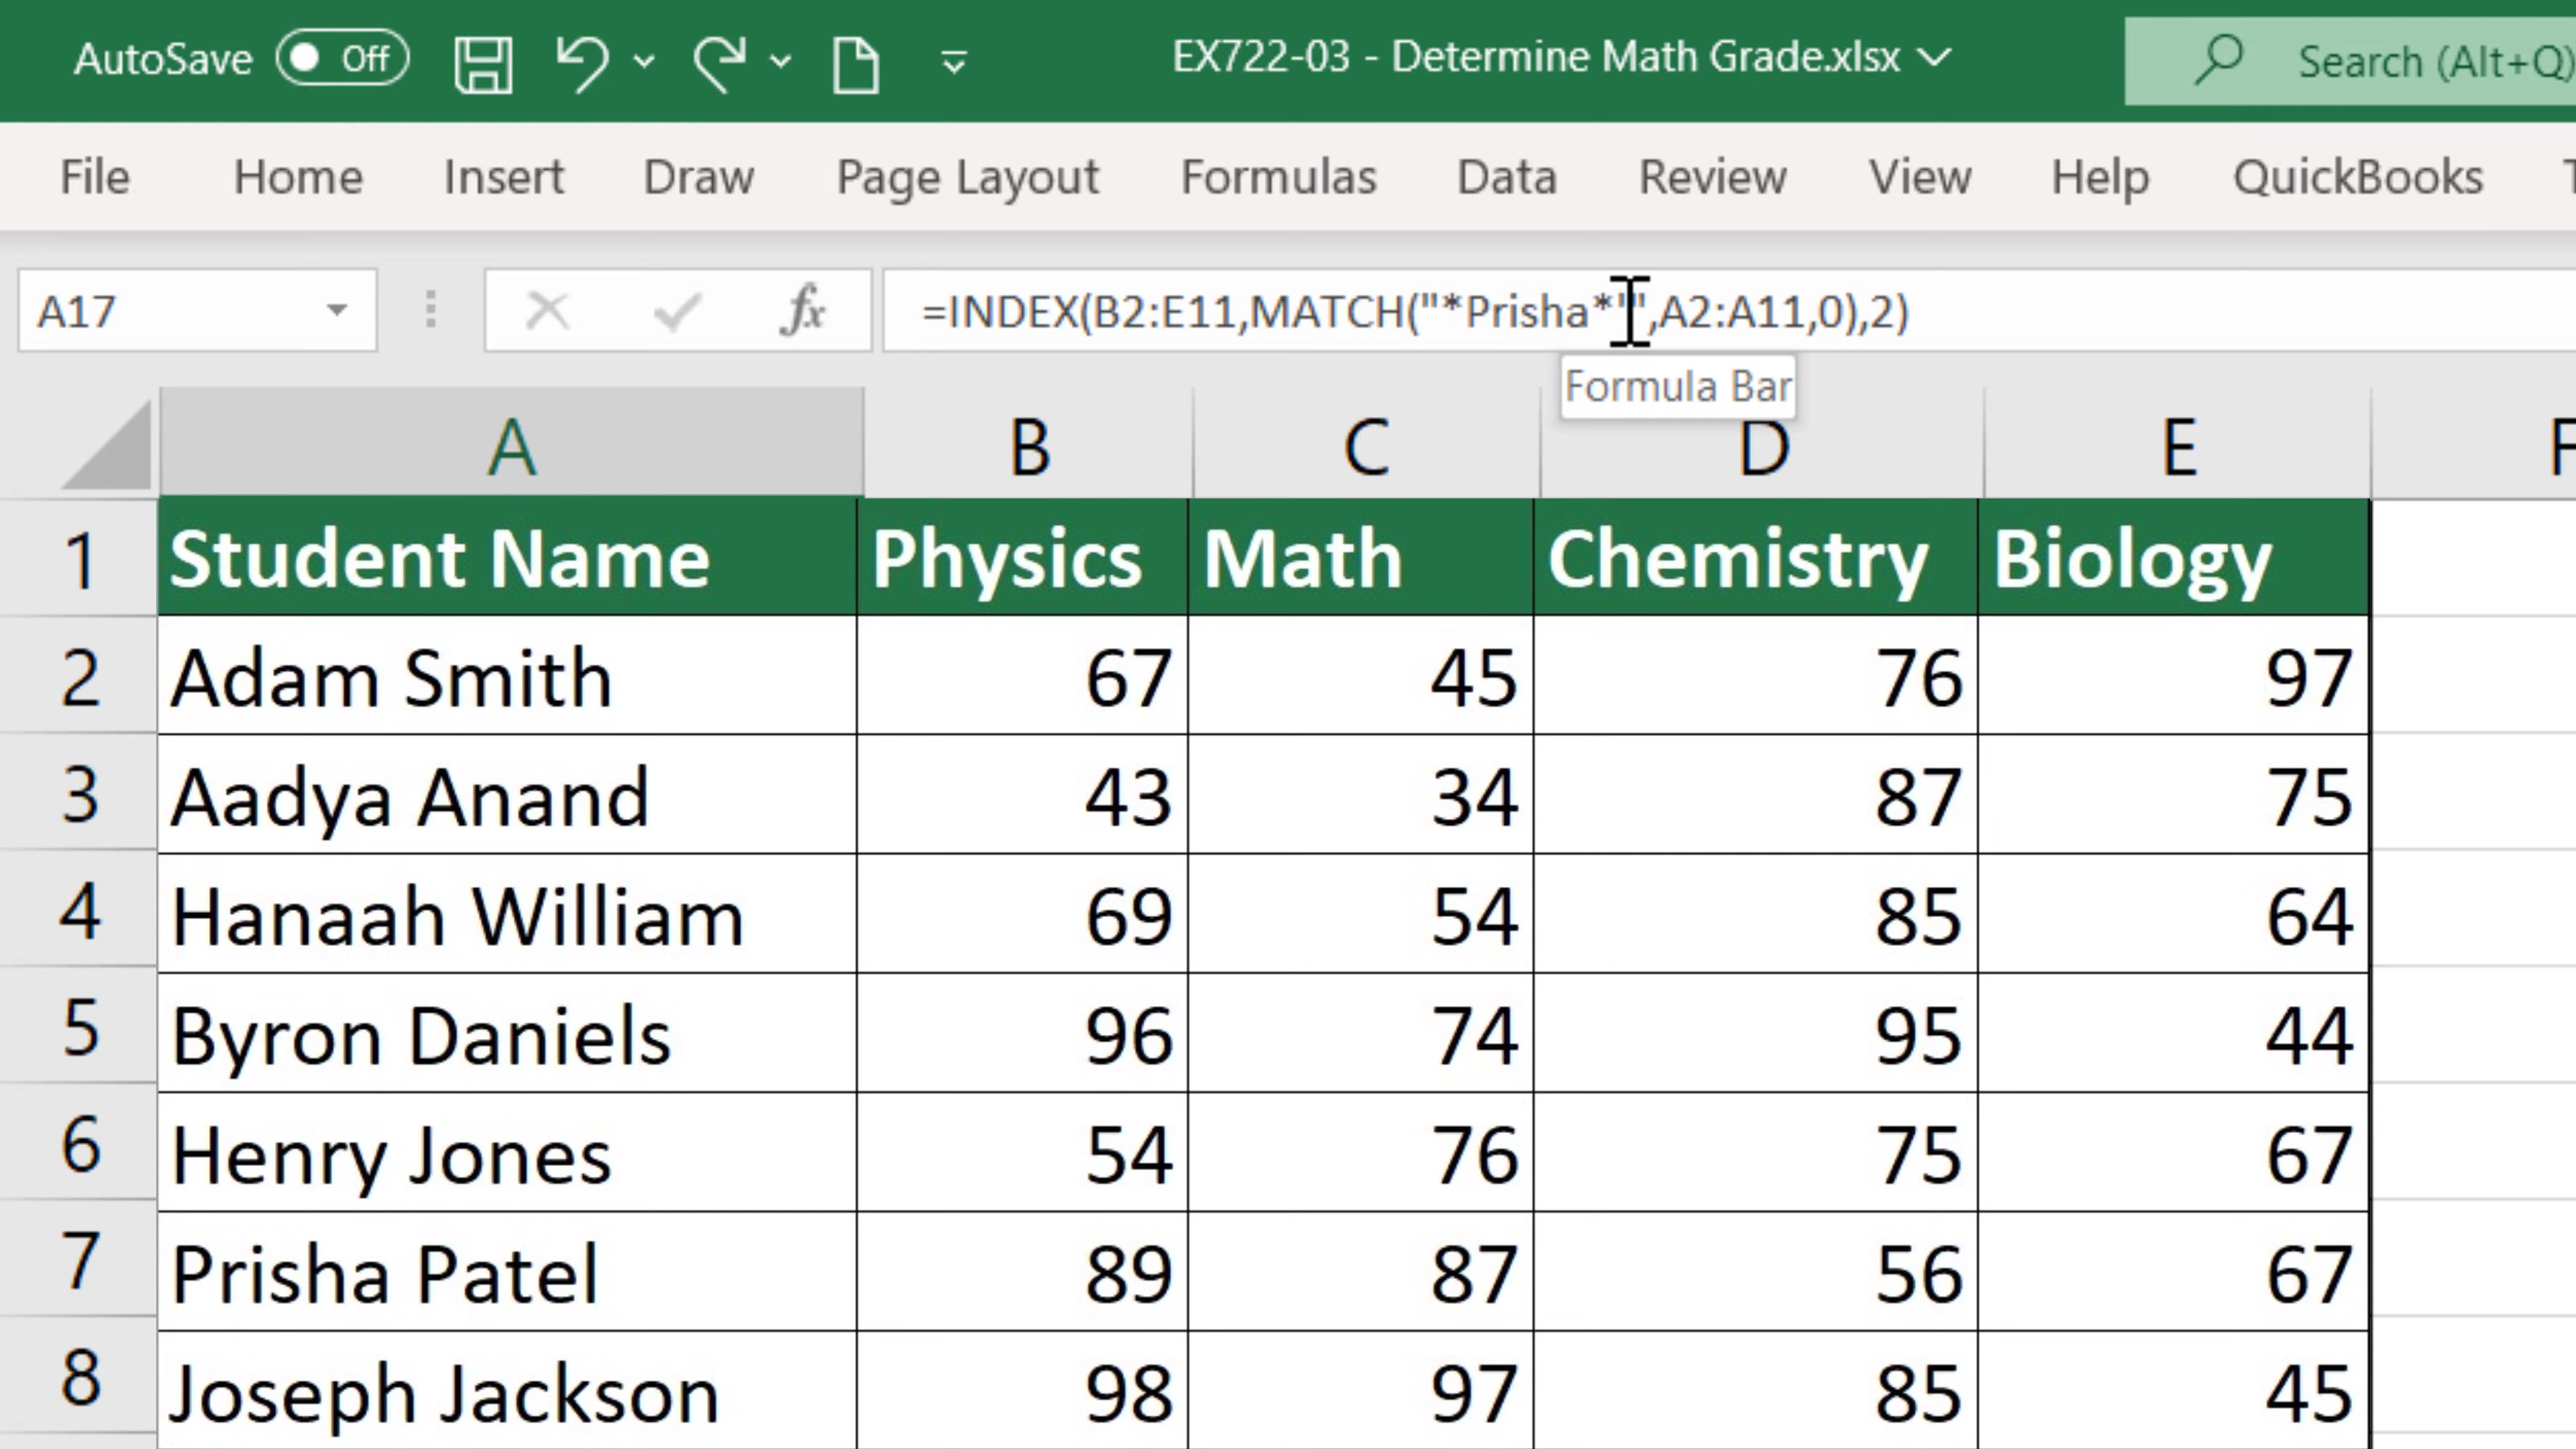 AutoSave Off EX722-03 - Determine Math Grade.xlsx Search (Alt+Q)
File Home Insert Draw Page Layout Formulas Data Review View Help QuickBooks
A17 fx =INDEX(B2:E11,MATCH("*Prisha*",A2:A11,0),2)
Formula Bar
A B C D E F
1 Student Name Physics Math Chemistry Biology
2 Adam Smith 67 45 76 97
3 Aadya Anand 43 34 87 75
4 Hanaah William 69 54 85 64
5 Byron Daniels 96 74 95 44
6 Henry Jones 54 76 75 67
7 Prisha Patel 89 87 56 67
8 Joseph Jackson 98 97 85 45